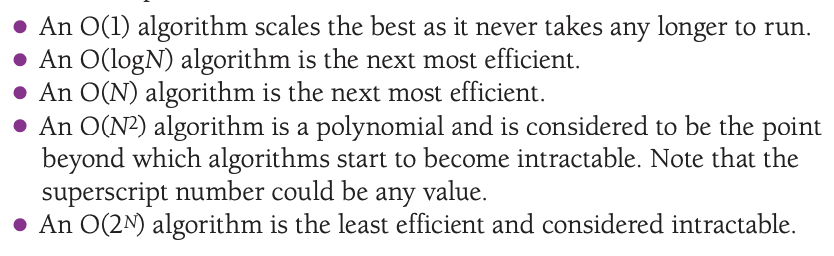 • An O(1) algorithm scales the best as it never takes any longer to run.
• An O(logN) algorithm is the next most efficient.
• An O(N) algorithm is the next most efficient.
• An O(N²) algorithm is a polynomial and is considered to be the point
beyond which algorithms start to become intractable. Note that the
superscript number could be any value.
• An O(2ᴺ) algorithm is the least efficient and considered intractable.